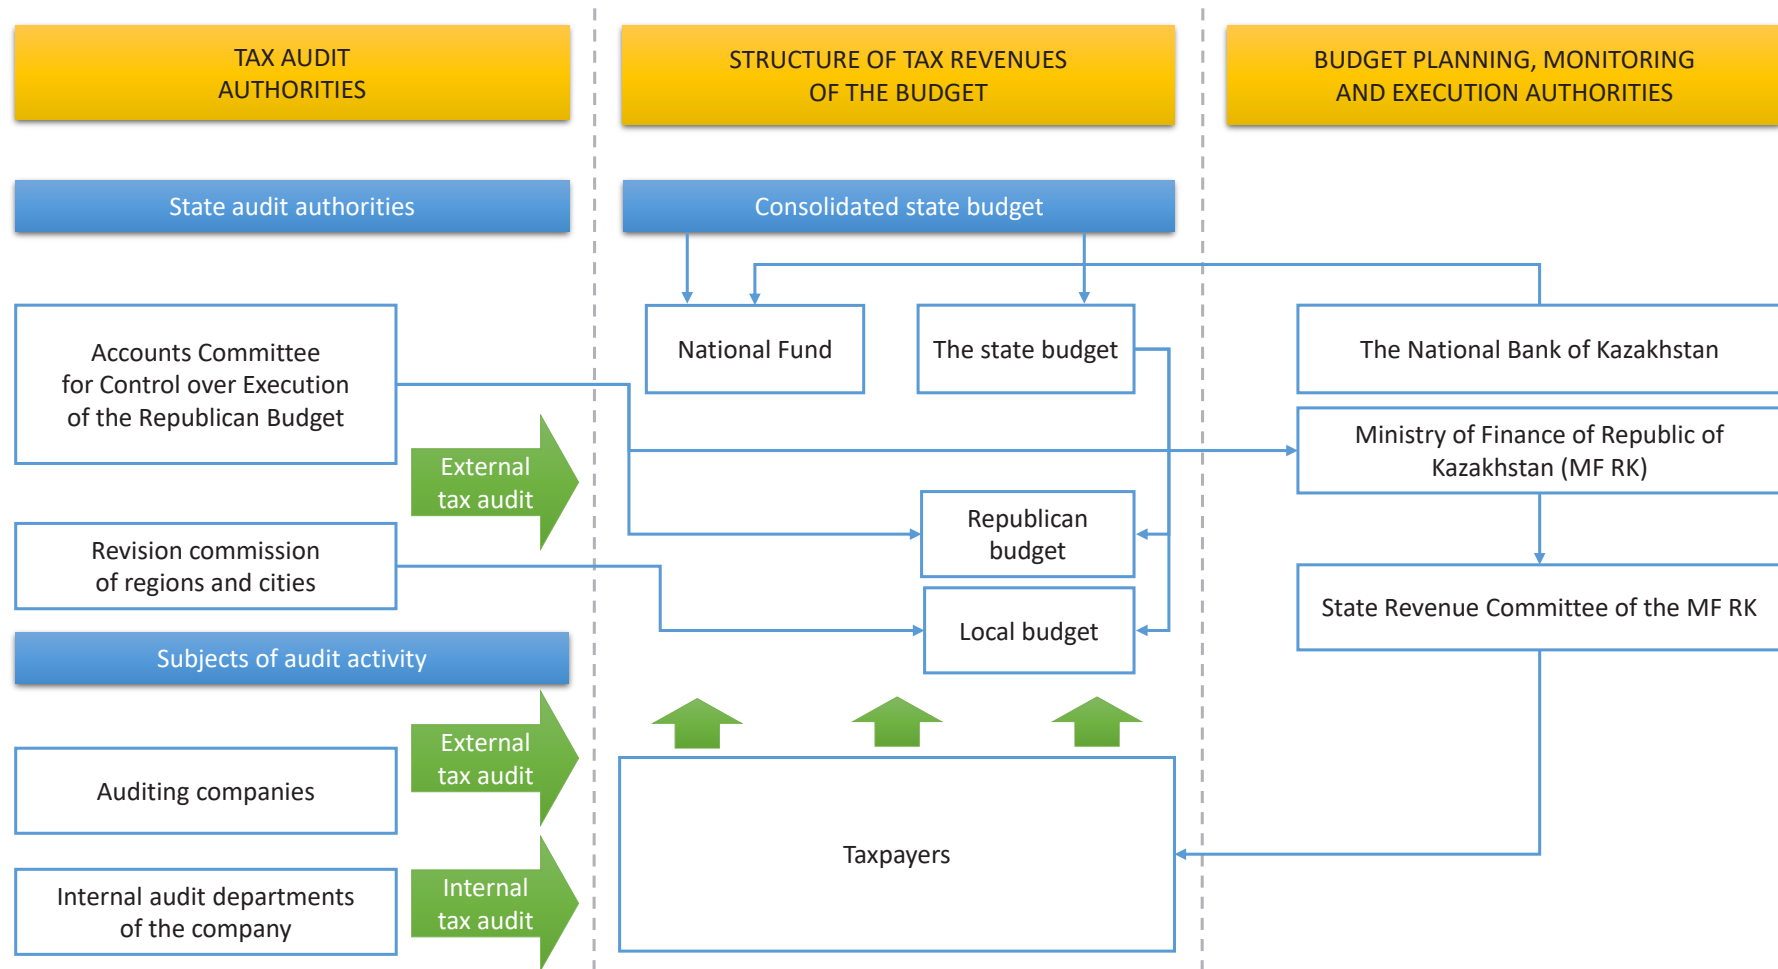 TAX AUDIT
AUTHORITIES
STRUCTURE OF TAX REVENUES
OF THE BUDGET
BUDGET PLANNING, MONITORING
AND EXECUTION AUTHORITIES
State audit authorities
Consolidated state budget
Accounts Committee
for Control over Execution
of the Republican Budget
National Fund
The state budget
The National Bank of Kazakhstan
Ministry of Finance of Republic of
Kazakhstan (MF RK)
External
tax audit
Republican
budget
Revision commission
of regions and cities
Local budget
State Revenue Committee of the MF RK
Subjects of audit activity
External
tax audit
Auditing companies
Taxpayers
Internal audit departments
of the company
Internal
tax audit